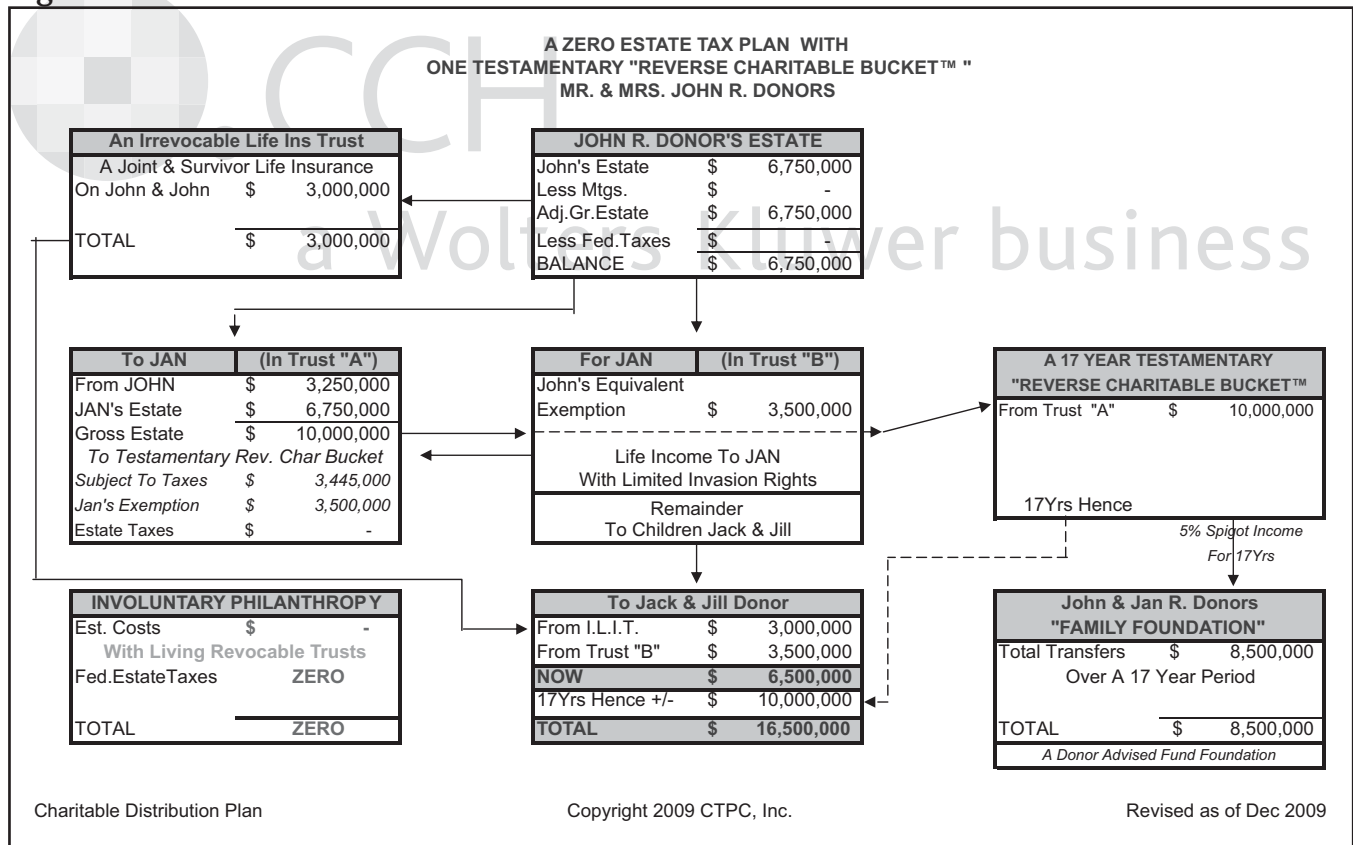 CCH
a Wolters Kluwer business
A ZERO ESTATE TAX PLAN WITH
ONE TESTAMENTARY "REVERSE CHARITABLE BUCKET™ "
MR. & MRS. JOHN R. DONORS
An Irrevocable Life Ins Trust
A Joint & Survivor Life Insurance
On John & John $ 3,000,000
TOTAL $ 3,000,000
JOHN R. DONOR'S ESTATE
John's Estate $ 6,750,000
Less Mtgs. $ -
Adj.Gr.Estate $ 6,750,000
Less Fed.Taxes $ -
BALANCE $ 6,750,000
To JAN (In Trust "A")
From JOHN $ 3,250,000
JAN's Estate $ 6,750,000
Gross Estate $ 10,000,000
To Testamentary Rev. Char Bucket
Subject To Taxes $ 3,445,000
Jan's Exemption $ 3,500,000
Estate Taxes $ -
For JAN (In Trust "B")
John's Equivalent
Exemption $ 3,500,000
Life Income To JAN
With Limited Invasion Rights
Remainder
To Children Jack & Jill
A 17 YEAR TESTAMENTARY
"REVERSE CHARITABLE BUCKET™
From Trust "A" $ 10,000,000
17Yrs Hence
5% Spigot Income
For 17Yrs
INVOLUNTARY PHILANTHROPY
Est. Costs $ -
With Living Revocable Trusts
Fed.EstateTaxes ZERO
TOTAL ZERO
To Jack & Jill Donor
From I.L.I.T. $ 3,000,000
From Trust "B" $ 3,500,000
NOW $ 6,500,000
17Yrs Hence +/- $ 10,000,000
TOTAL $ 16,500,000
John & Jan R. Donors
"FAMILY FOUNDATION"
Total Transfers $ 8,500,000
Over A 17 Year Period
TOTAL $ 8,500,000
A Donor Advised Fund Foundation
Charitable Distribution Plan
Copyright 2009 CTPC, Inc.
Revised as of Dec 2009